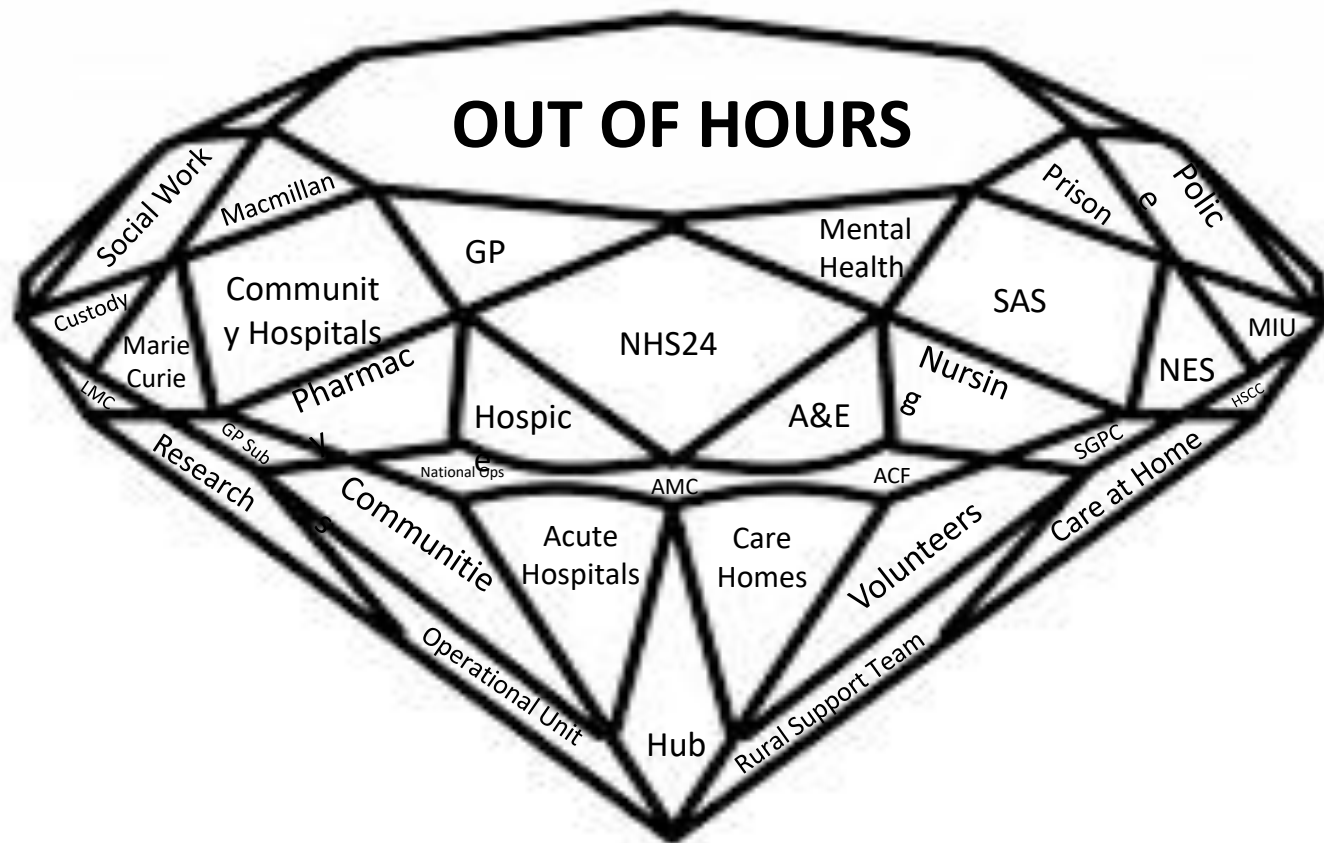 OUT OF HOURS
Social Work
Macmillan
GP
Mental
Health
Prison
Polic
e
Custody
Marie
Curie
Communit
y Hospitals
NHS24
SAS
NES
MIU
LMC
GP Sub
Pharmac
y
Hospic
e
A&E
Nursin
g
SGPC
HSCC
National Ops
AMC
ACF
Research
Communitie
s
Acute
Hospitals
Care
Homes
Volunteers
Care at Home
Operational Unit
Hub
Rural Support Team